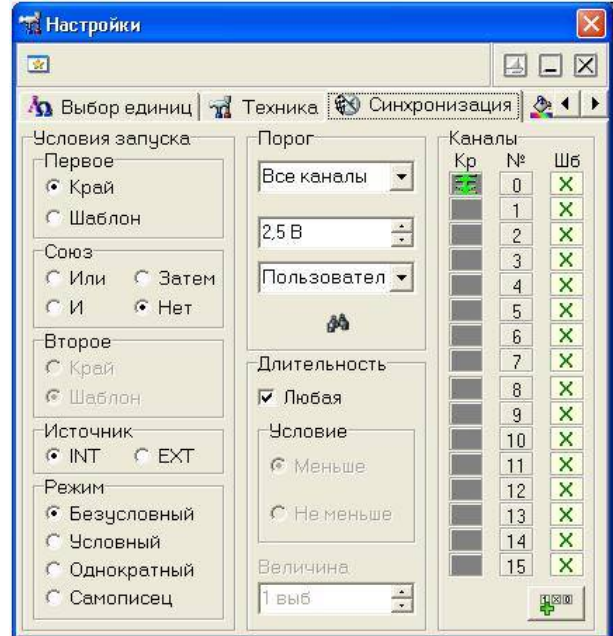 Настройки
Выбор единиц Техника Синхронизация
Условия запуска
Первое
Край
Шаблон
Союз
Или Затем
И Нет
Второе
Край
Шаблон
Источник
INT EXT
Режим
Безусловный
Условный
Однократный
Самописец
Порог
Все каналы
2,5 В
Пользовател
Длительность
Любая
Условие
Меньше
Не меньше
Величина
1 выб
Каналы
Кр № Шб
0 X
1 X
2 X
3 X
4 X
5 X
6 X
7 X
8 X
9 X
10 X
11 X
12 X
13 X
14 X
15 X
1 X 0